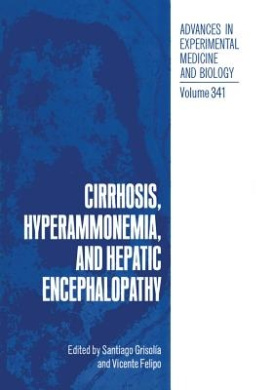 ADVANCES IN
EXPERIMENTAL
MEDICINE
AND BIOLOGY
Volume 341
CIRRHOSIS,
HYPERAMMONEMIA,
AND HEPATIC
ENCEPHALOPATHY
Edited by Santiago Grisolía
and Vicente Felipo